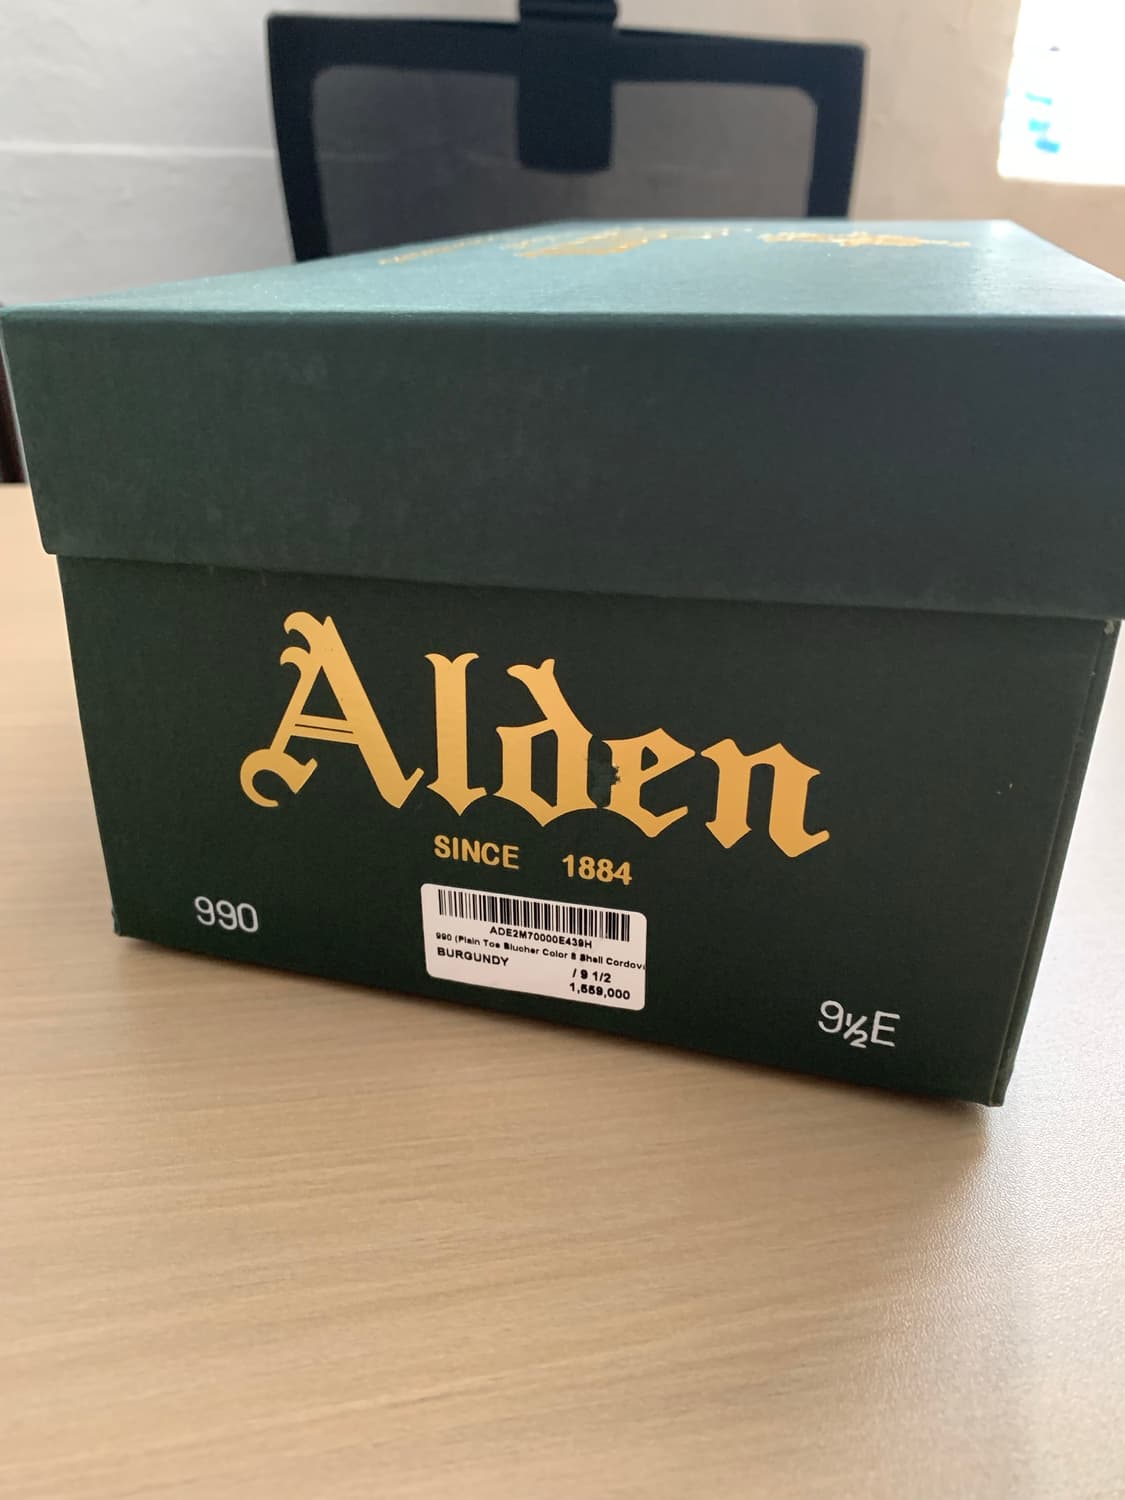 Alden
SINCE 1884
990
ADE2M70000E439H
990 (Plain Toe Blucher Color 8 Shell Cordov
BURGUNDY
/ 9 1/2
1,559,000
9½E